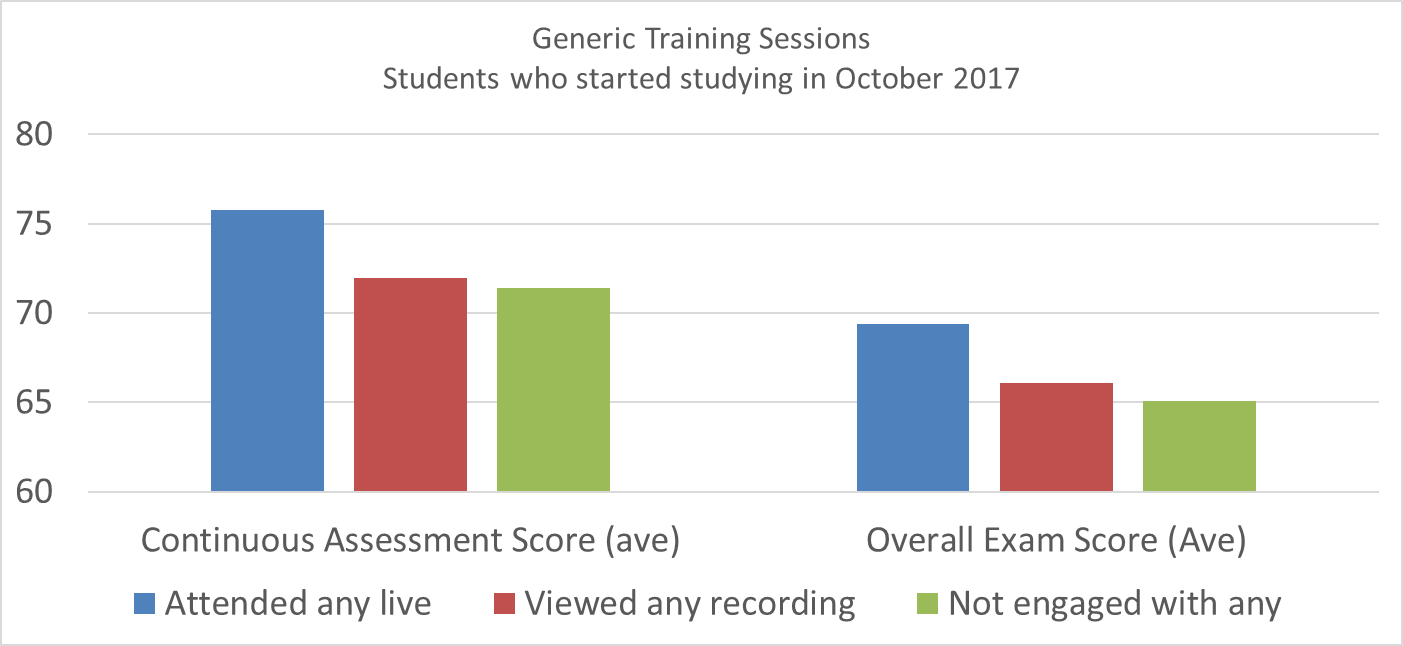 Generic Training Sessions
Students who started studying in October 2017
80
75
70
65
60
Continuous Assessment Score (ave) Overall Exam Score (Ave)
Attended any live Viewed any recording Not engaged with any